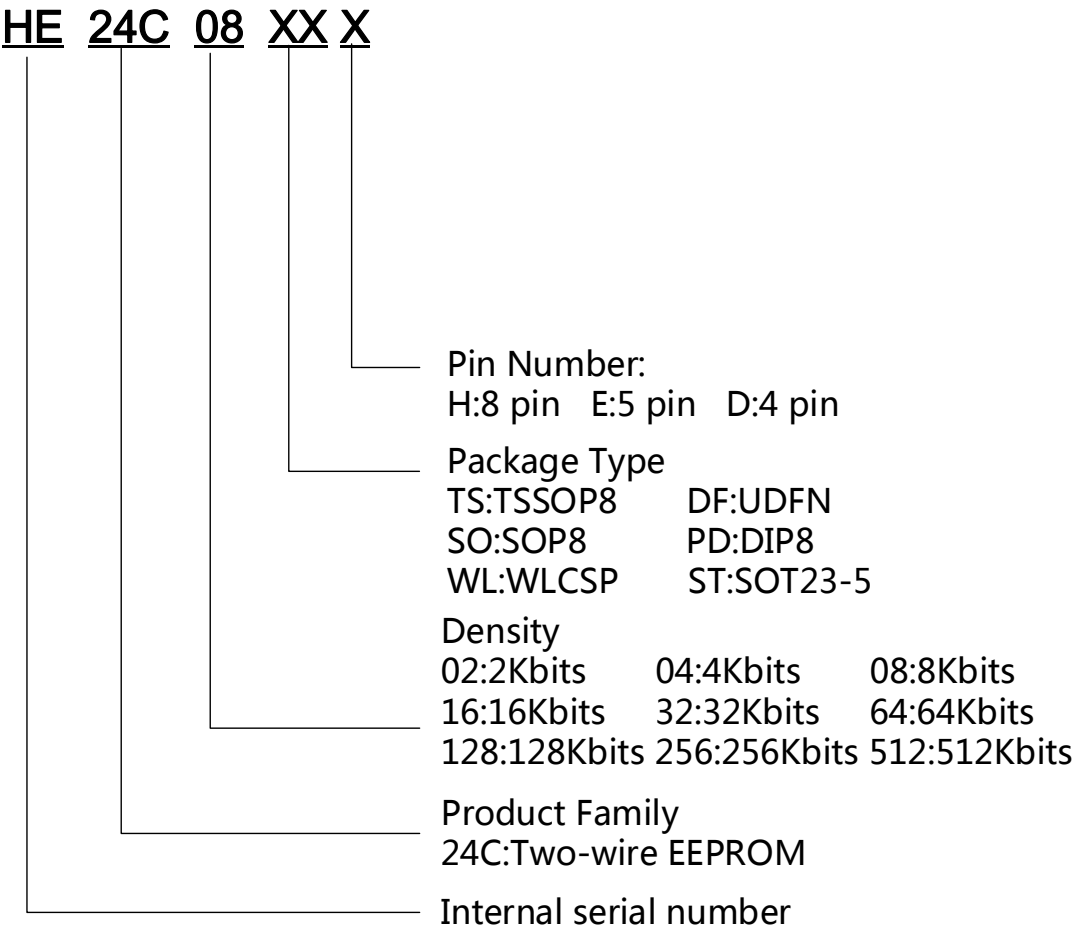 HE 24C 08 XX X
Pin Number:
H:8 pin E:5 pin D:4 pin
Package Type
TS:TSSOP8 DF:UDFN
SO:SOP8 PD:DIP8
WL:WLCSP ST:SOT23-5
Density
02:2Kbits 04:4Kbits 08:8Kbits
16:16Kbits 32:32Kbits 64:64Kbits
128:128Kbits 256:256Kbits 512:512Kbits
Product Family
24C:Two-wire EEPROM
Internal serial number